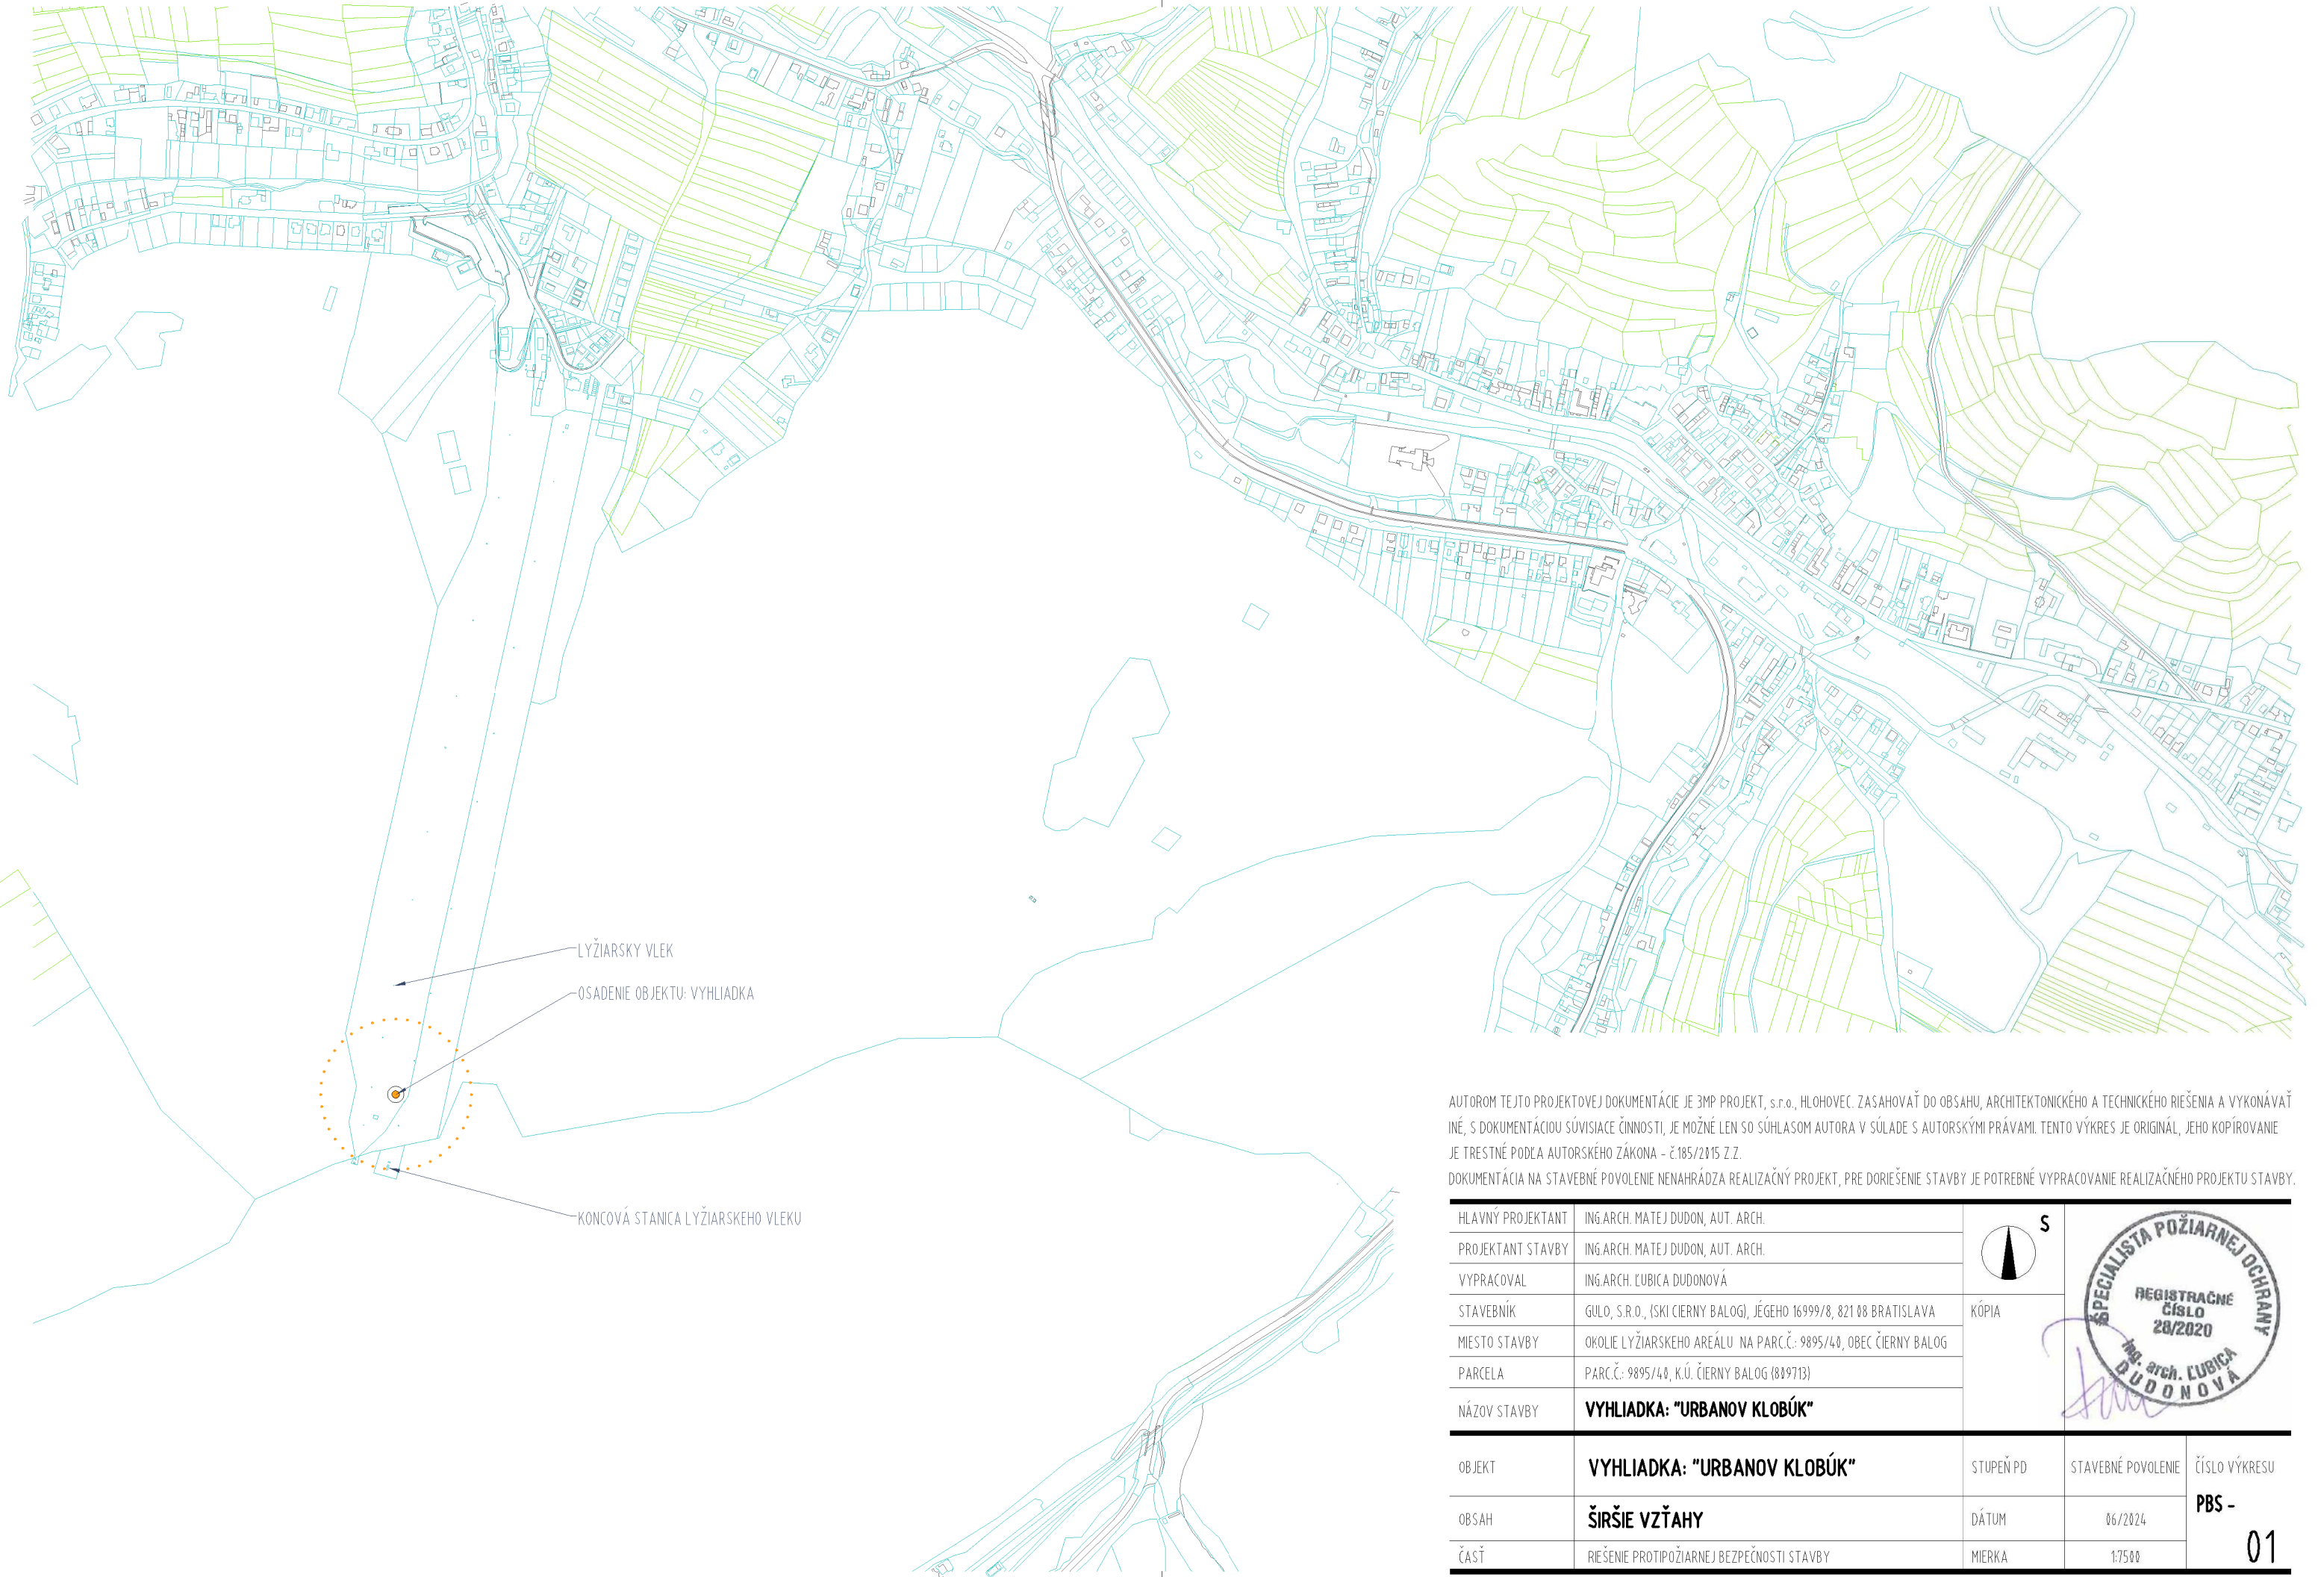 LYŽIARSKY VLEK
OSADENIE OBJEKTU: VYHLIADKA
KONCOVÁ STANICA LYŽIARSKEHO VLEKU
AUTOROM TEJTO PROJEKTOVEJ DOKUMENTÁCIE JE 3MP PROJEKT, s.r.o., HLOHOVEC. ZASAHOVAŤ DO OBSAHU, ARCHITEKTONICKÉHO A TECHNICKÉHO RIEŠENIA A VYKONÁVAŤ
INÉ, S DOKUMENTÁCIOU SÚVISIACE ČINNOSTI, JE MOŽNÉ LEN SO SÚHLASOM AUTORA V SÚLADE S AUTORSKÝMI PRÁVAMI. TENTO VÝKRES JE ORIGINÁL, JEHO KOPÍROVANIE
JE TRESTNÉ PODĽA AUTORSKÉHO ZÁKONA - č.185/2015 Z.Z.
DOKUMENTÁCIA NA STAVEBNÉ POVOLENIE NENAHRÁDZA REALIZAČNÝ PROJEKT, PRE DORIEŠENIE STAVBY JE POTREBNÉ VYPRACOVANIE REALIZAČNÉHO PROJEKTU STAVBY.
HLAVNÝ PROJEKTANT ING.ARCH. MATEJ DUDON, AUT. ARCH.
PROJEKTANT STAVBY ING.ARCH. MATEJ DUDON, AUT. ARCH.
VYPRACOVAL ING.ARCH. ĽUBICA DUDONOVÁ
STAVEBNÍK GULO, S.R.O., (SKI CIERNY BALOG), JÉGEHO 16999/8, 821 08 BRATISLAVA
MIESTO STAVBY OKOLIE LYŽIARSKEHO AREÁLU NA PARC.Č.: 9895/40, OBEC ČIERNY BALOG
PARCELA PARC.Č.: 9895/40, K.Ú. ČIERNY BALOG (809713)
NÁZOV STAVBY VYHLIADKA: "URBANOV KLOBÚK"
S
KÓPIA
ŠPECIALISTA POŽIARNEJ OCHRANY
REGISTRAČNÉ
ČÍSLO
28/2020
Ing. arch. ĽUBICA
DUDONOVÁ
OBJEKT VYHLIADKA: "URBANOV KLOBÚK" STUPEŇ PD STAVEBNÉ POVOLENIE ČÍSLO VÝKRESU
OBSAH ŠIRŠIE VZŤAHY DÁTUM 06/2024 PBS -
ČASŤ RIEŠENIE PROTIPOŽIARNEJ BEZPEČNOSTI STAVBY MIERKA 1:7500 01